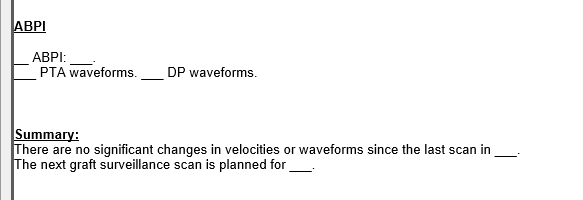 ABPI
__ ABPI: ___.
___ PTA waveforms. ___ DP waveforms.
Summary:
There are no significant changes in velocities or waveforms since the last scan in ___.
The next graft surveillance scan is planned for ___.